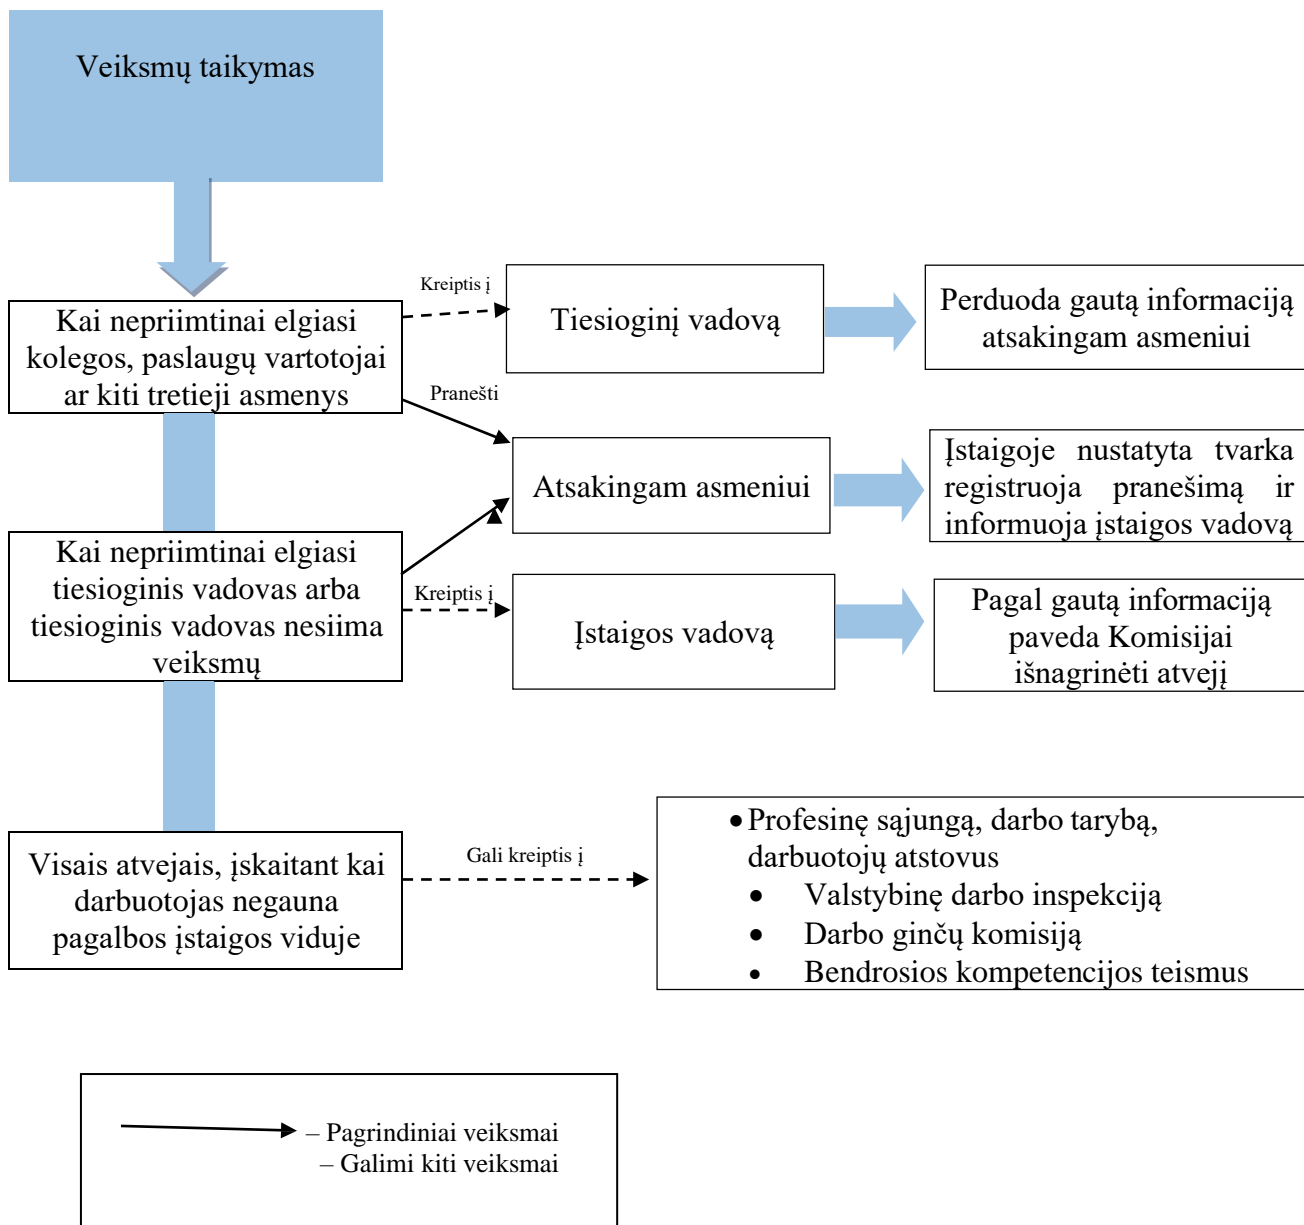 Veiksmų taikymas
Kai nepriimtinai elgiasi
kolegos, paslaugų vartotojai
ar kiti tretieji asmenys
Kreiptis į
Tiesioginį vadovą
Perduoda gautą informaciją
atsakingam asmeniui
Pranešti
Atsakingam asmeniui
Įstaigoje nustatyta tvarka
registruoja pranešimą ir
informuoja įstaigos vadovą
Kai nepriimtinai elgiasi
tiesioginis vadovas arba
tiesioginis vadovas nesiima
veiksmų
Kreiptis į
Įstaigos vadovą
Pagal gautą informaciją
paveda Komisijai
išnagrinėti atvejį
Visais atvejais, įskaitant kai
darbuotojas negauna
pagalbos įstaigos viduje
Gali kreiptis į
• Profesinę sąjungą, darbo tarybą,
darbuotojų atstovus
• Valstybinę darbo inspekciją
• Darbo ginčų komisiją
• Bendrosios kompetencijos teismus
– Pagrindiniai veiksmai
– Galimi kiti veiksmai